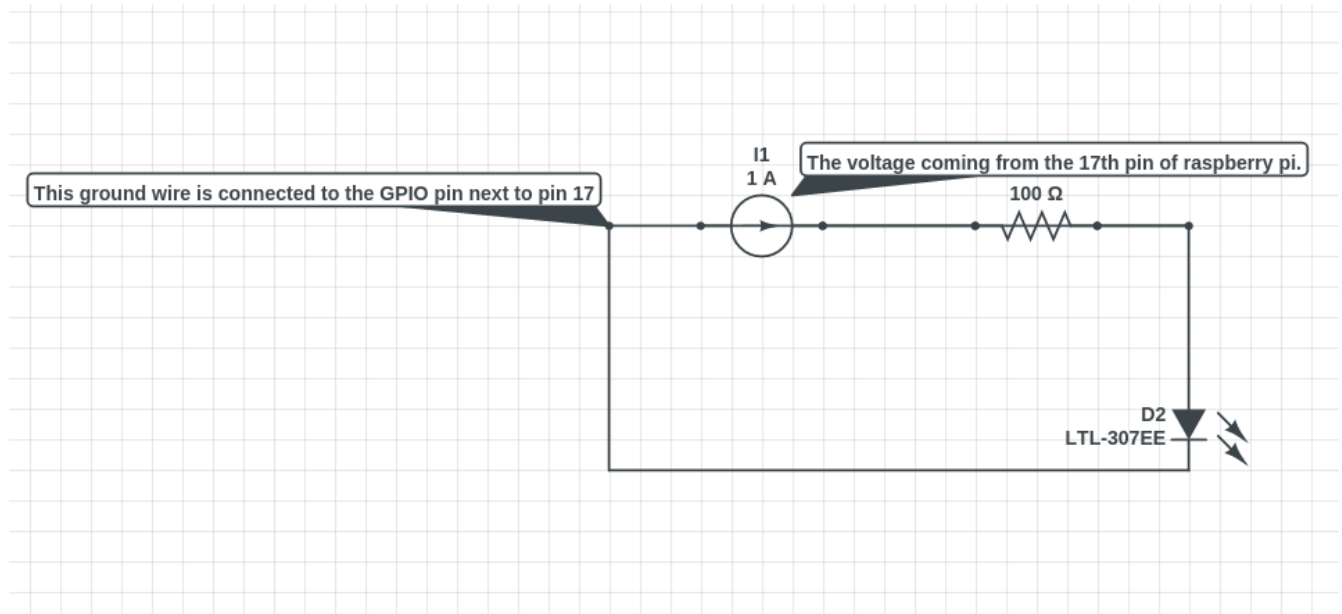 I1
The voltage coming from the 17th pin of raspberry pi.
1 A
This ground wire is connected to the GPIO pin next to pin 17
100 Ω
D2
LTL-307EE